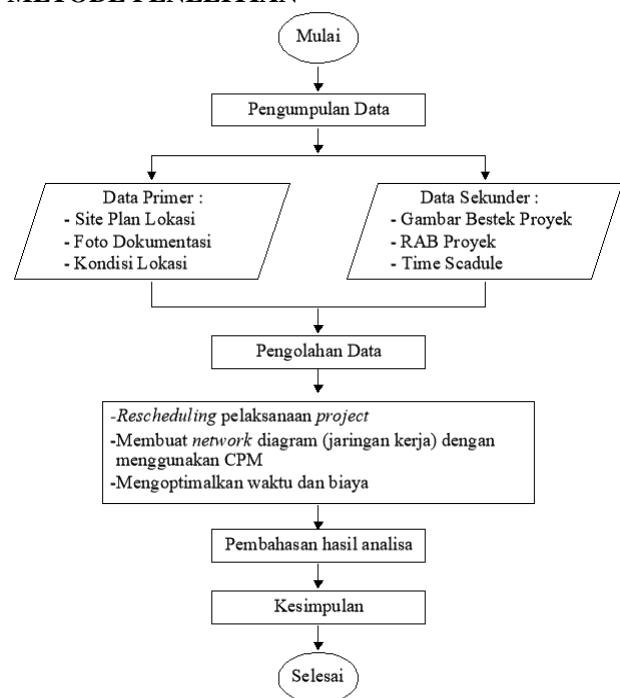 METODE PENELITIAN
Mulai
Pengumpulan Data
Data Primer :
- Site Plan Lokasi
- Foto Dokumentasi
- Kondisi Lokasi
Data Sekunder :
- Gambar Bestek Proyek
- RAB Proyek
- Time Scadule
Pengolahan Data
-Rescheduling pelaksanaan project
-Membuat network diagram (jaringan kerja) dengan
menggunakan CPM
-Mengoptimalkan waktu dan biaya
Pembahasan hasil analisa
Kesimpulan
Selesai